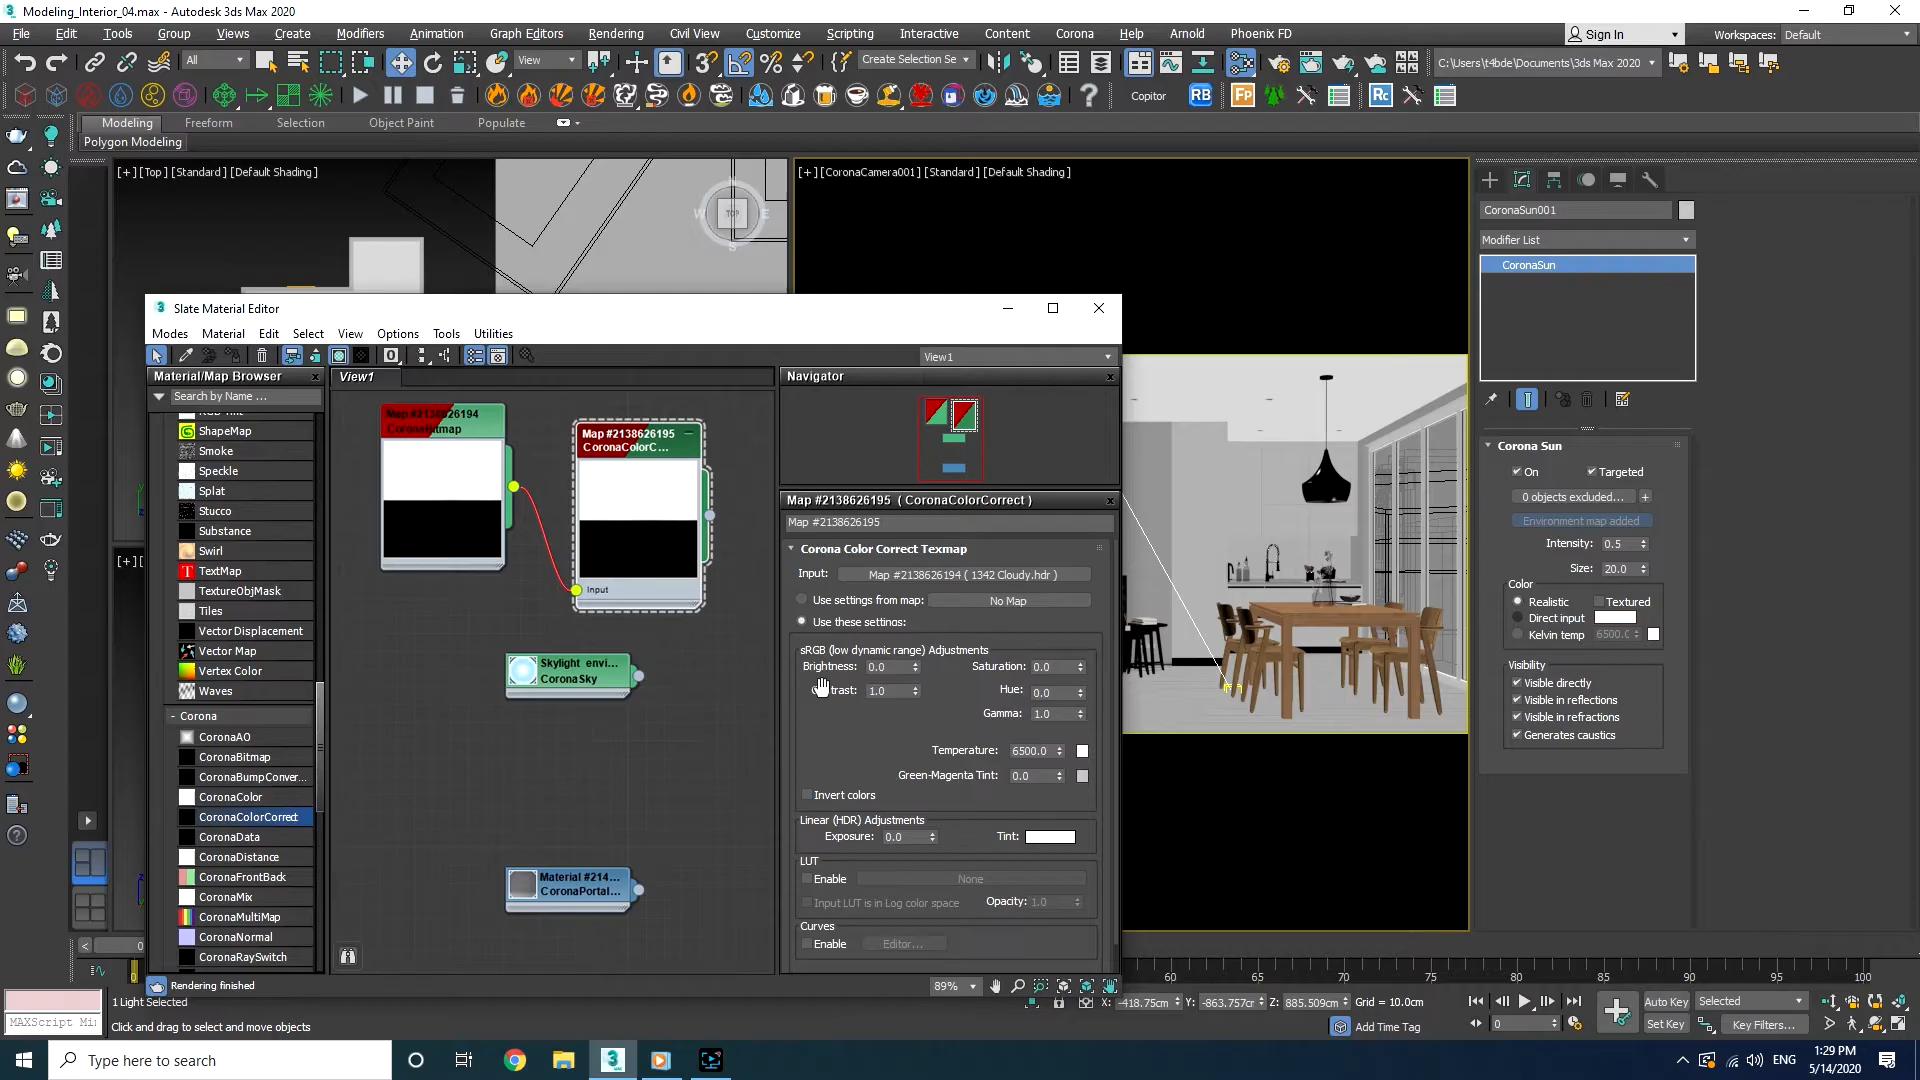 Modeling_Interior_04.max - Autodesk 3ds Max 2020
File Edit Tools Group Views Create Modifiers Animation Graph Editors Rendering Civil View Customize Scripting Interactive Content Corona Help Arnold Phoenix FD
Sign In
Workspaces: Default
All
View
Create Selection Se
C:\Users\t4bde\Documents\3ds Max 2020
Copitor
RB
Fp
Rc
Modeling Freeform Selection Object Paint Populate
Polygon Modeling
[+] [Top] [Standard] [Default Shading]
TOP
W
E
S
[+] [CoronaCamera001] [Standard] [Default Shading]
CoronaSun001
Modifier List
CoronaSun
Corona Sun
On
Targeted
0 objects excluded...
+
Environment map added
Intensity: 0.5
Size: 20.0
Color
Realistic
Textured
Direct input
Kelvin temp 6500.0
Visibility
Visible directly
Visible in reflections
Visible in refractions
Generates caustics
Slate Material Editor
Modes Material Edit Select View Options Tools Utilities
View1
Material/Map Browser
Search by Name ...
ShapeMap
Smoke
Speckle
Splat
Stucco
Substance
Swirl
TextMap
TextureObjMask
Tiles
Vector Displacement
Vector Map
Vertex Color
Waves
- Corona
CoronaAO
CoronaBitmap
CoronaBumpConver...
CoronaColor
CoronaColorCorrect
CoronaData
CoronaDistance
CoronaFrontBack
CoronaMix
CoronaMultiMap
CoronaNormal
CoronaRaySwitch
View1
Map #2138626194
CoronaBitmap
Map #2138626195
CoronaColorC...
Input
Skylight envi...
CoronaSky
Material #214...
CoronaPortal...
Navigator
Map #2138626195 ( CoronaColorCorrect )
Map #2138626195
Corona Color Correct Texmap
Input: Map #2138626194 ( 1342 Cloudy.hdr )
Use settings from map: No Map
Use these settings:
sRGB (low dynamic range) Adjustments
Brightness: 0.0
Saturation: 0.0
trast: 1.0
Hue: 0.0
Gamma: 1.0
Temperature: 6500.0
Green-Magenta Tint: 0.0
Invert colors
Linear (HDR) Adjustments
Exposure: 0.0
Tint:
LUT
Enable
None
Input LUT is in Log color space
Opacity: 1.0
Curves
Enable
Editor...
Rendering finished
89%
[+]
0
60 65 70 75 80 85 90 95 100
1 Light Selected
X: -418.75cm Y: -863.757cm Z: 885.509cm Grid = 10.0cm
Auto Key
Selected
MAXScript Mi
Click and drag to select and move objects
Add Time Tag
0
Set Key
Key Filters...
Type here to search
ENG
1:29 PM
5/14/2020